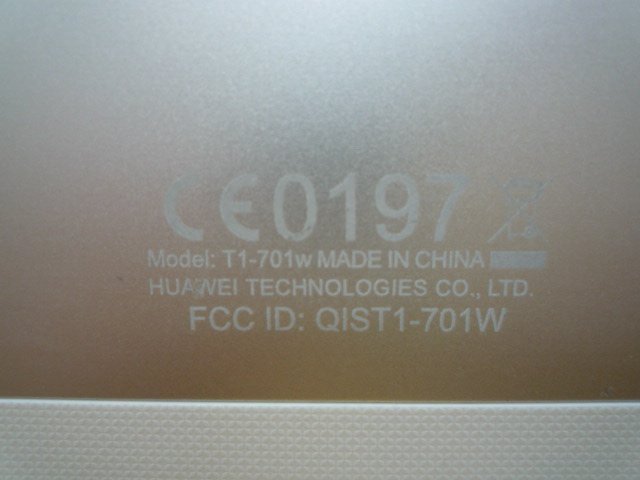 CE0197
Model: T1-701w MADE IN CHINA
HUAWEI TECHNOLOGIES CO., LTD.
FCC ID: QIST1-701W